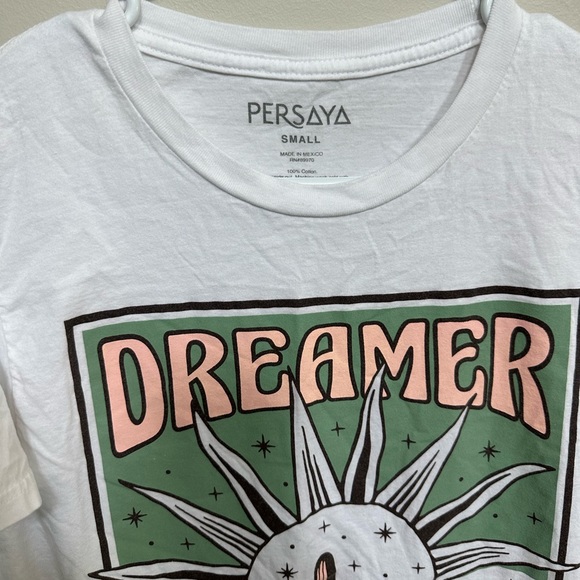 PERSAYA
SMALL
MADE IN MEXICO
100% Cotton.
DREAMER